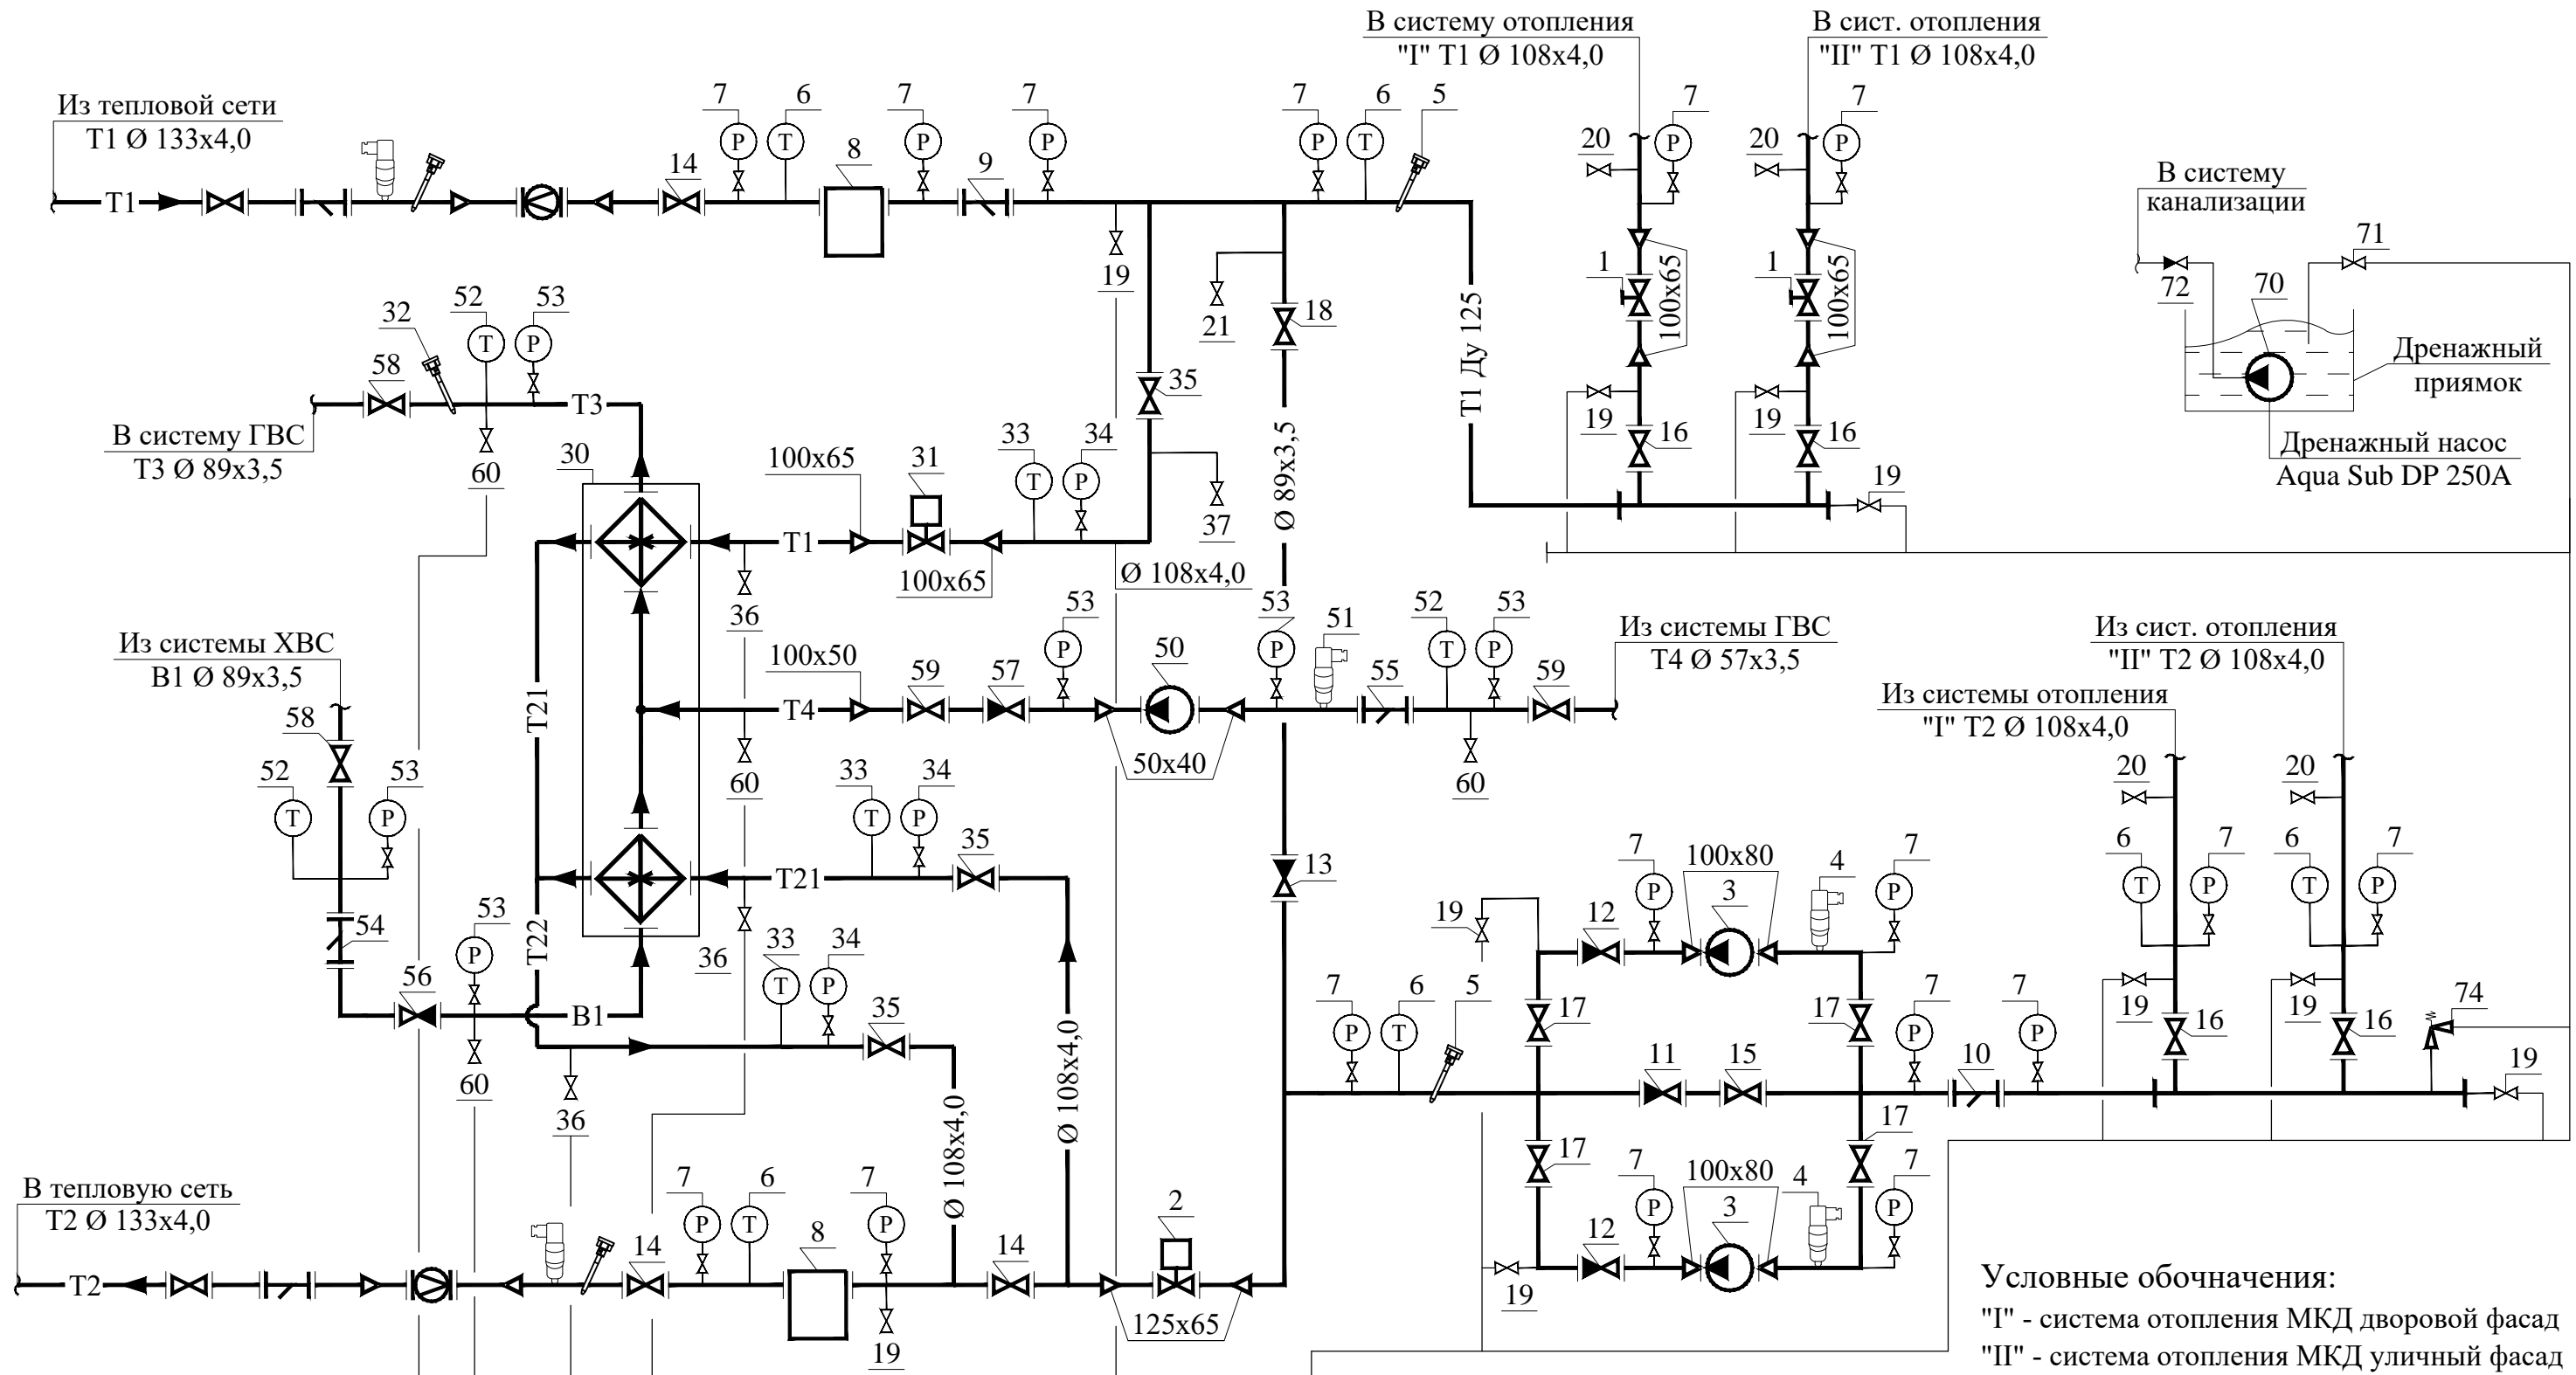 В систему отопления
"I" Т1 Ø 108х4,0
В сист. отопления
"II" Т1 Ø 108х4,0
Из тепловой сети
Т1 Ø 133х4,0
7
6
7
7
7
6
5
7
7
14
8
9
20
20
Т1
В систему
канализации
71
72
70
Дренажный
приямок
Дренажный насос
Aqua Sub DP 250A
19
21
18
1
1
100х65
100х65
32
52
53
58
35
Т3
Т1 Ду 125
В систему ГВС
Т3 Ø 89х3,5
60
30
100х65
31
33
34
37
Ø 89х3,5
19
16
19
16
19
Т1
100х65
Ø 108х4,0
36
53
53
51
52
53
Из системы ХВС
В1 Ø 89х3,5
Из системы ГВС
Т4 Ø 57х3,5
Из сист. отопления
"II" Т2 Ø 108х4,0
Из системы отопления
"I" Т2 Ø 108х4,0
100х50
59
57
50
55
59
Т21
Т4
58
52
53
60
50х40
60
20
20
33
34
35
13
7
100х80
3
4
7
6
7
6
7
Т21
54
53
Т22
36
33
34
19
12
56
В1
35
7
6
5
17
17
7
7
19
16
19
16
74
60
36
Ø 108х4,0
Ø 108х4,0
11
15
10
19
17
17
В тепловую сеть
Т2 Ø 133х4,0
7
6
7
2
7
100х80
3
4
7
14
8
14
12
Т2
19
125х65
19
Условные обочначения:
"I" - система отопления МКД дворовой фасад
"II" - система отопления МКД уличный фасад
Р
Т
Р
Р
Р
Т
Р
Р
Т
Р
Т
Р
Р
Р
Т
Р
Т
Р
Т
Р
Р
Р
Т
Р
Т
Р
Р
Т
Р
Р
Т
Р
Р
Р
Р
Т
Р
Р
Р